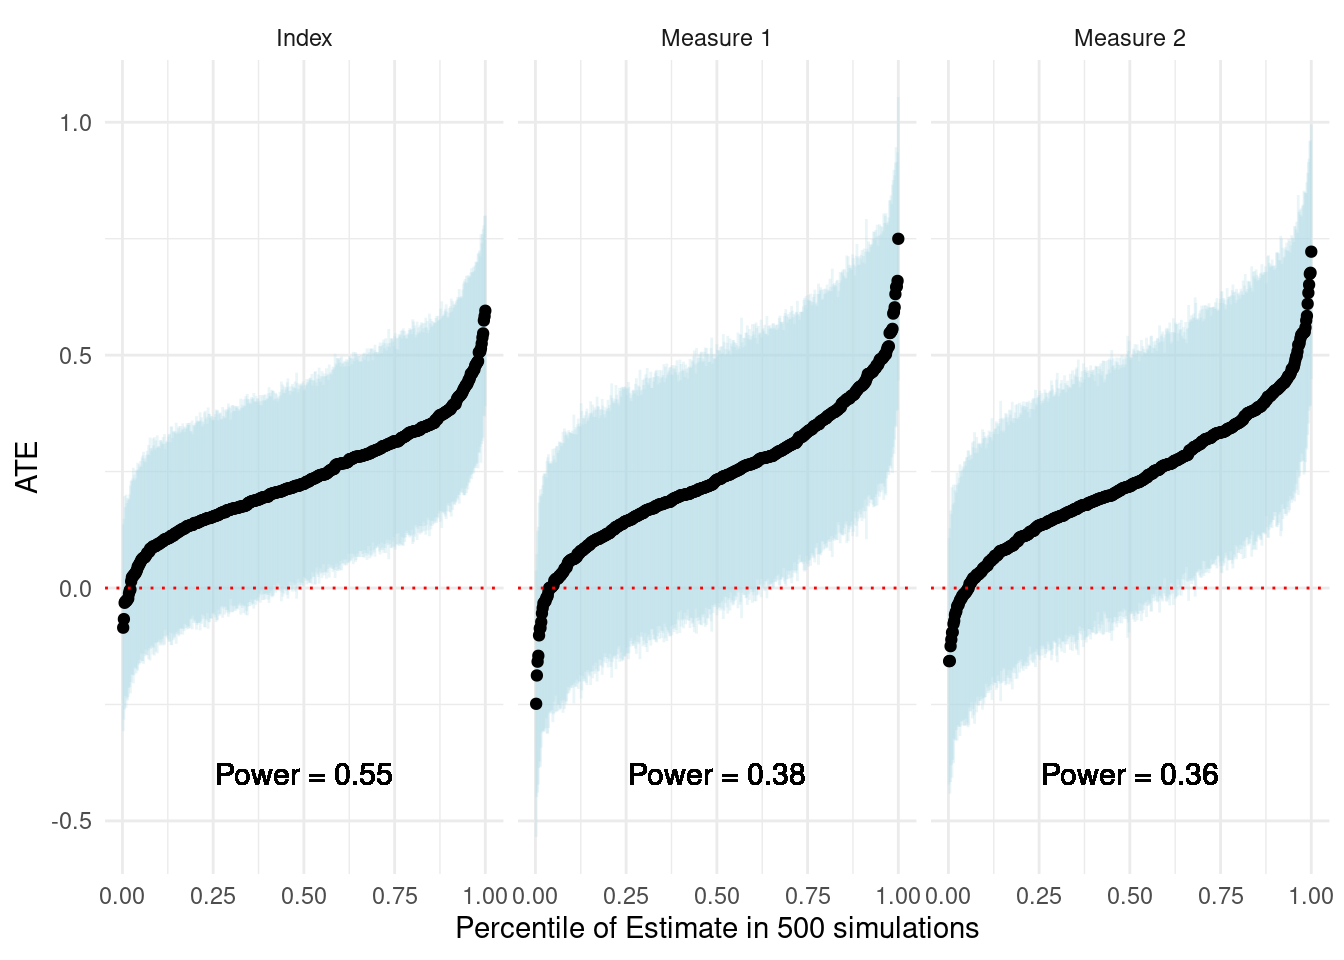 Index Measure 1 Measure 2
ATE
1.0
0.5
0.0
-0.5
Power = 0.55 Power = 0.38 Power = 0.36
0.00 0.25 0.50 0.75 1.00 0.00 0.25 0.50 0.75 1.00 0.00 0.25 0.50 0.75 1.00
Percentile of Estimate in 500 simulations